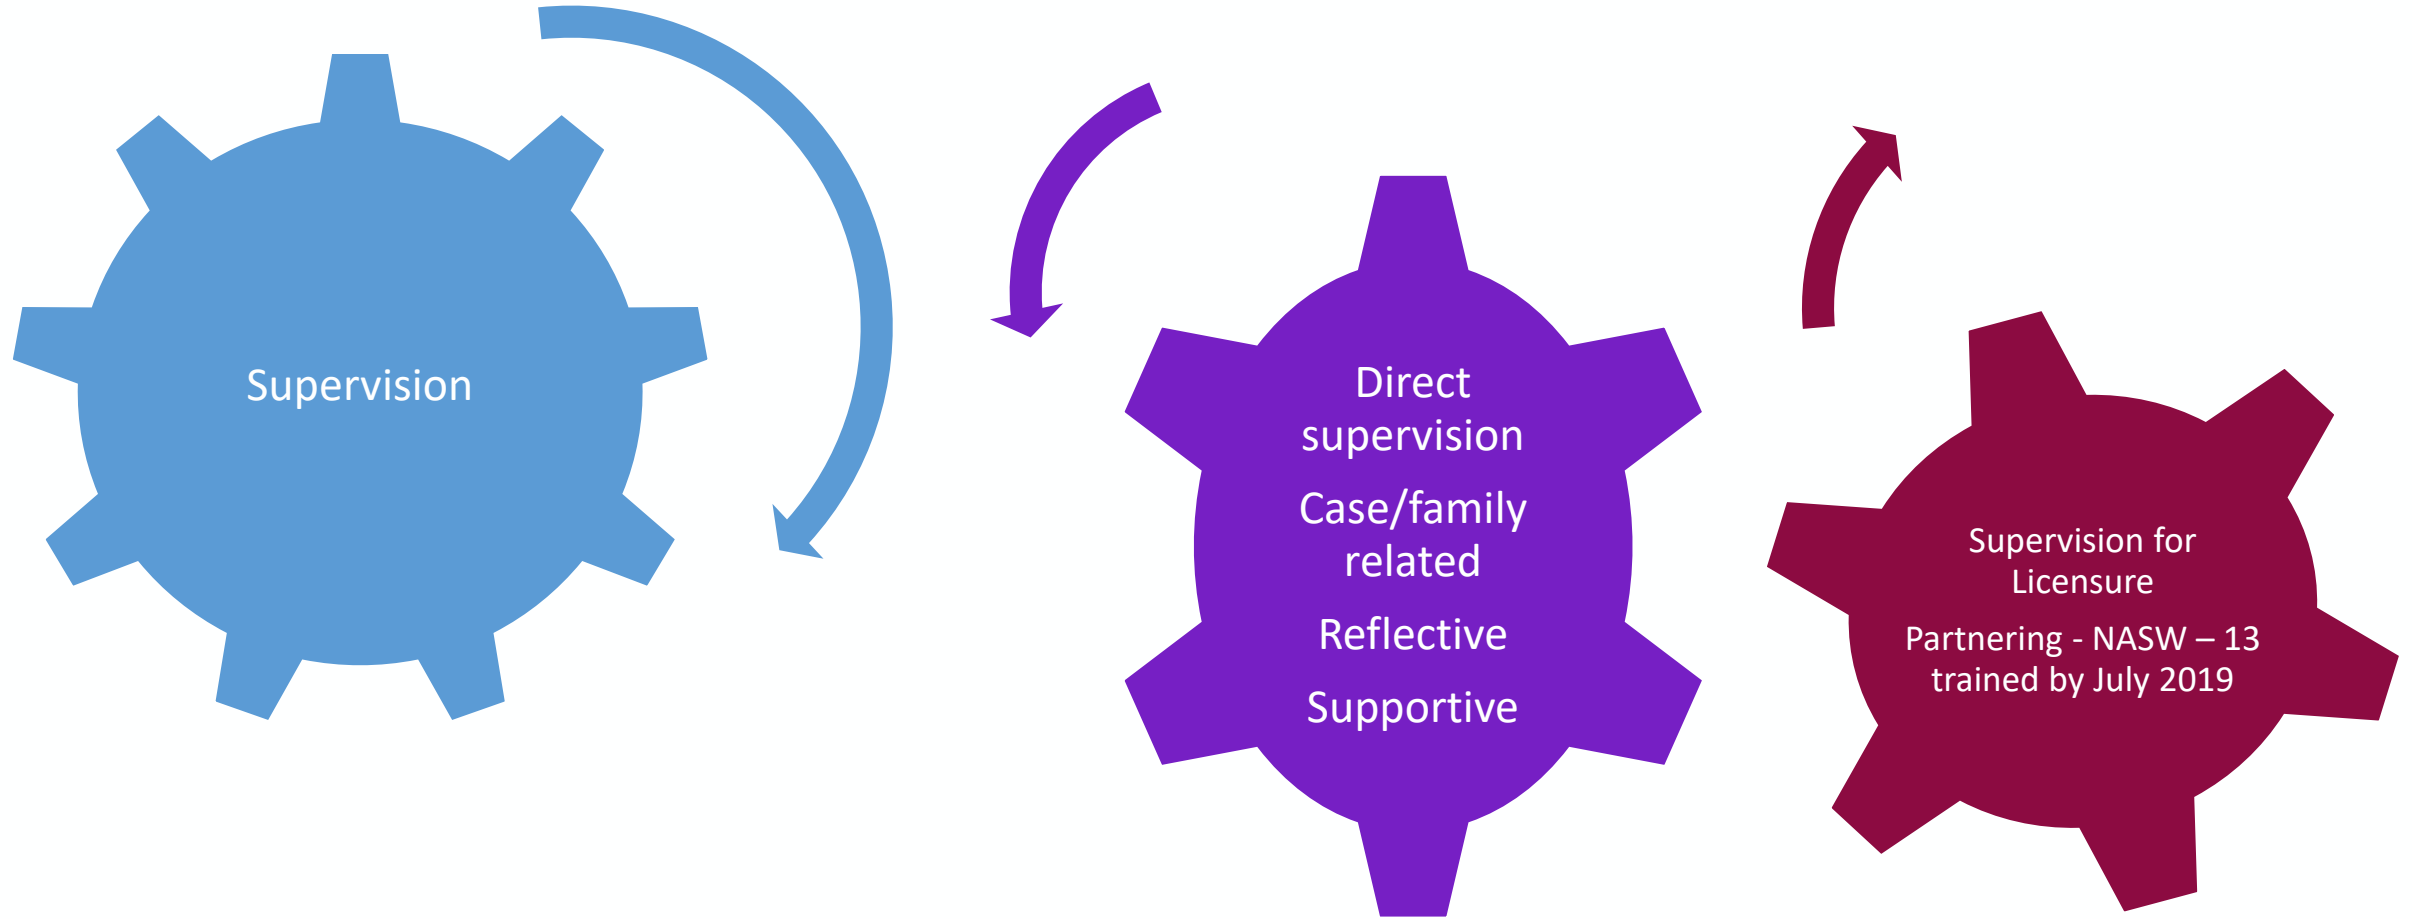 Supervision
Direct
supervision
Case/family
related
Reflective
Supportive
Supervision for
Licensure
Partnering - NASW – 13
trained by July 2019